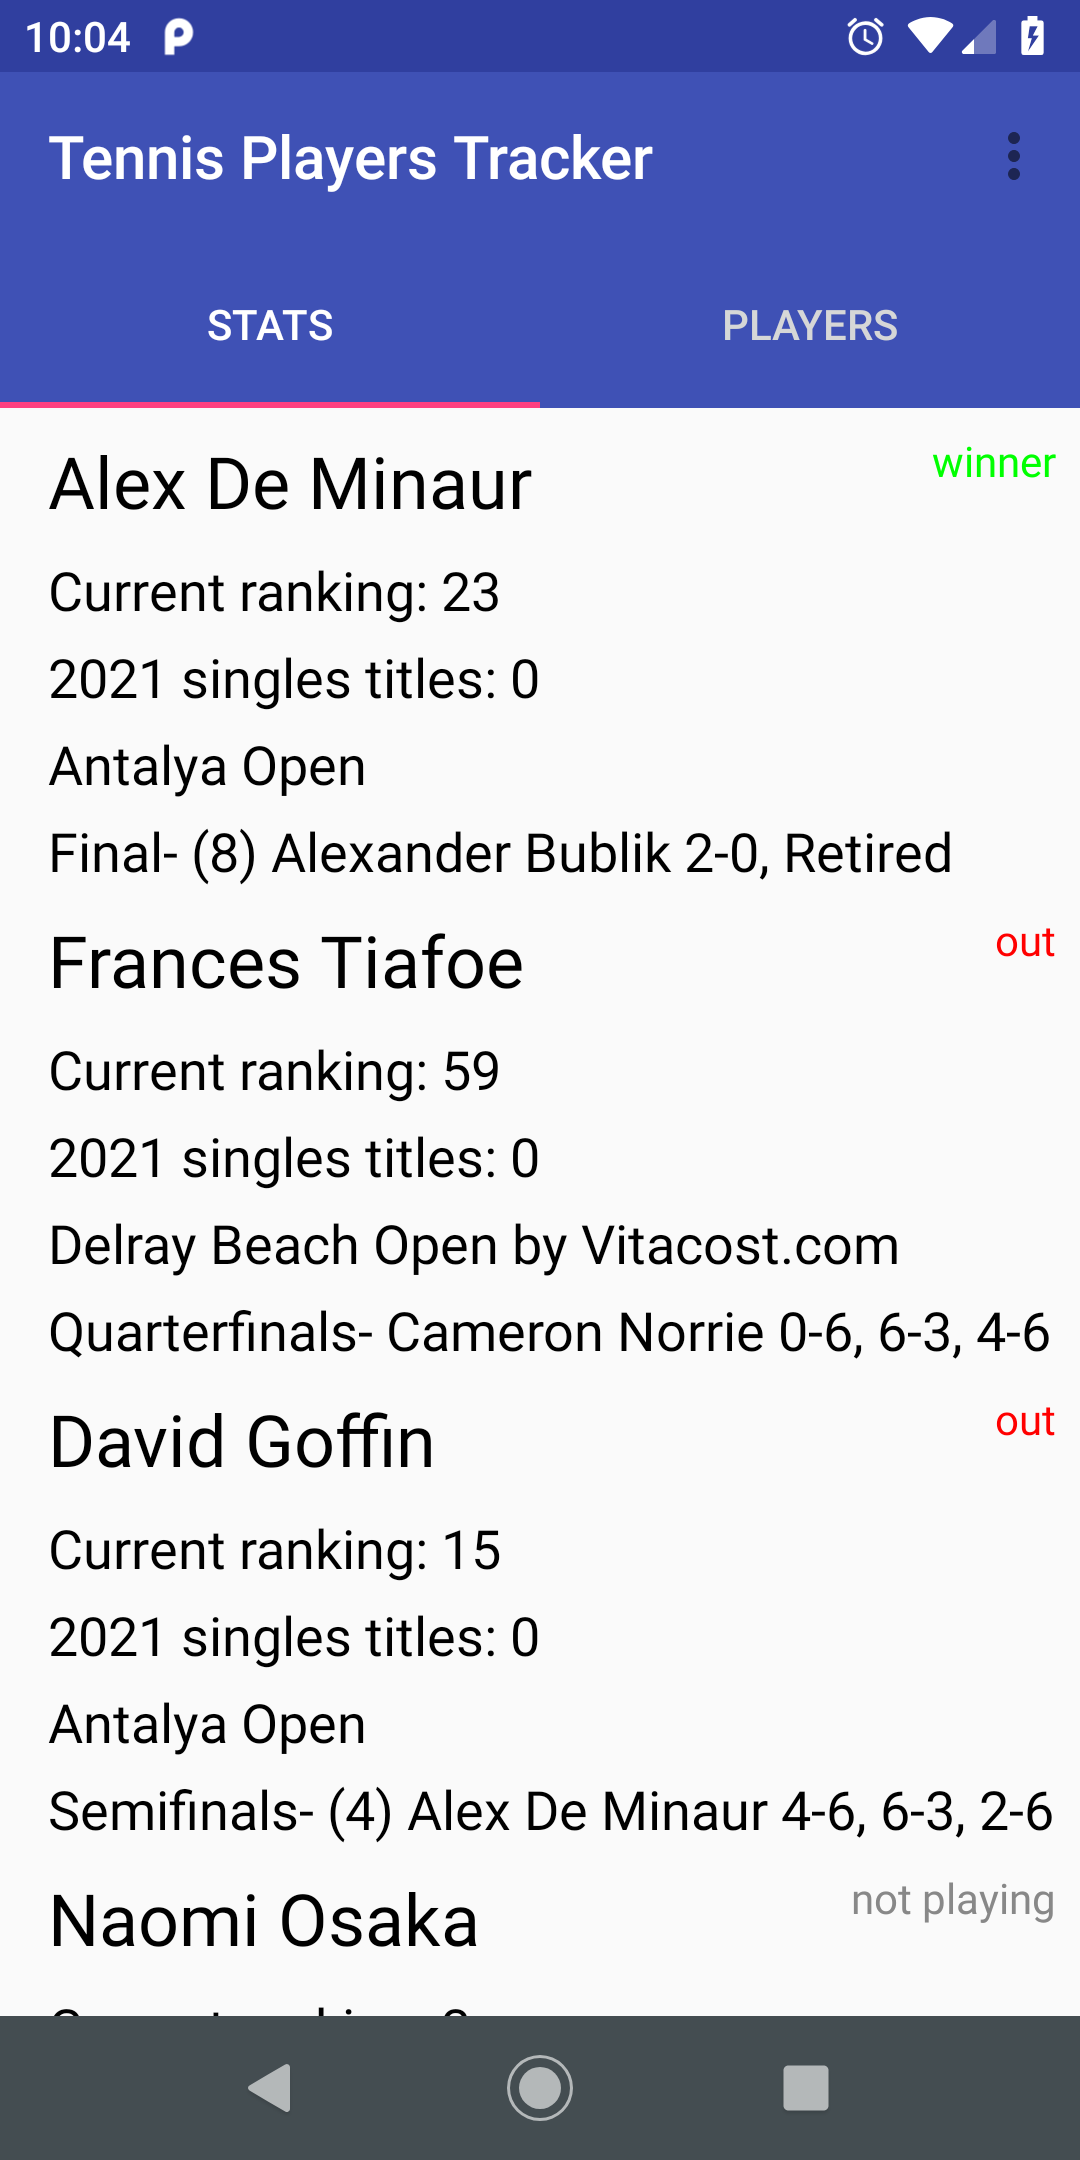 10:04
Tennis Players Tracker
STATS
PLAYERS
Alex De Minaur
winner
Current ranking: 23
2021 singles titles: 0
Antalya Open
Final- (8) Alexander Bublik 2-0, Retired
Frances Tiafoe
out
Current ranking: 59
2021 singles titles: 0
Delray Beach Open by Vitacost.com
Quarterfinals- Cameron Norrie 0-6, 6-3, 4-6
David Goffin
out
Current ranking: 15
2021 singles titles: 0
Antalya Open
Semifinals- (4) Alex De Minaur 4-6, 6-3, 2-6
Naomi Osaka
not playing